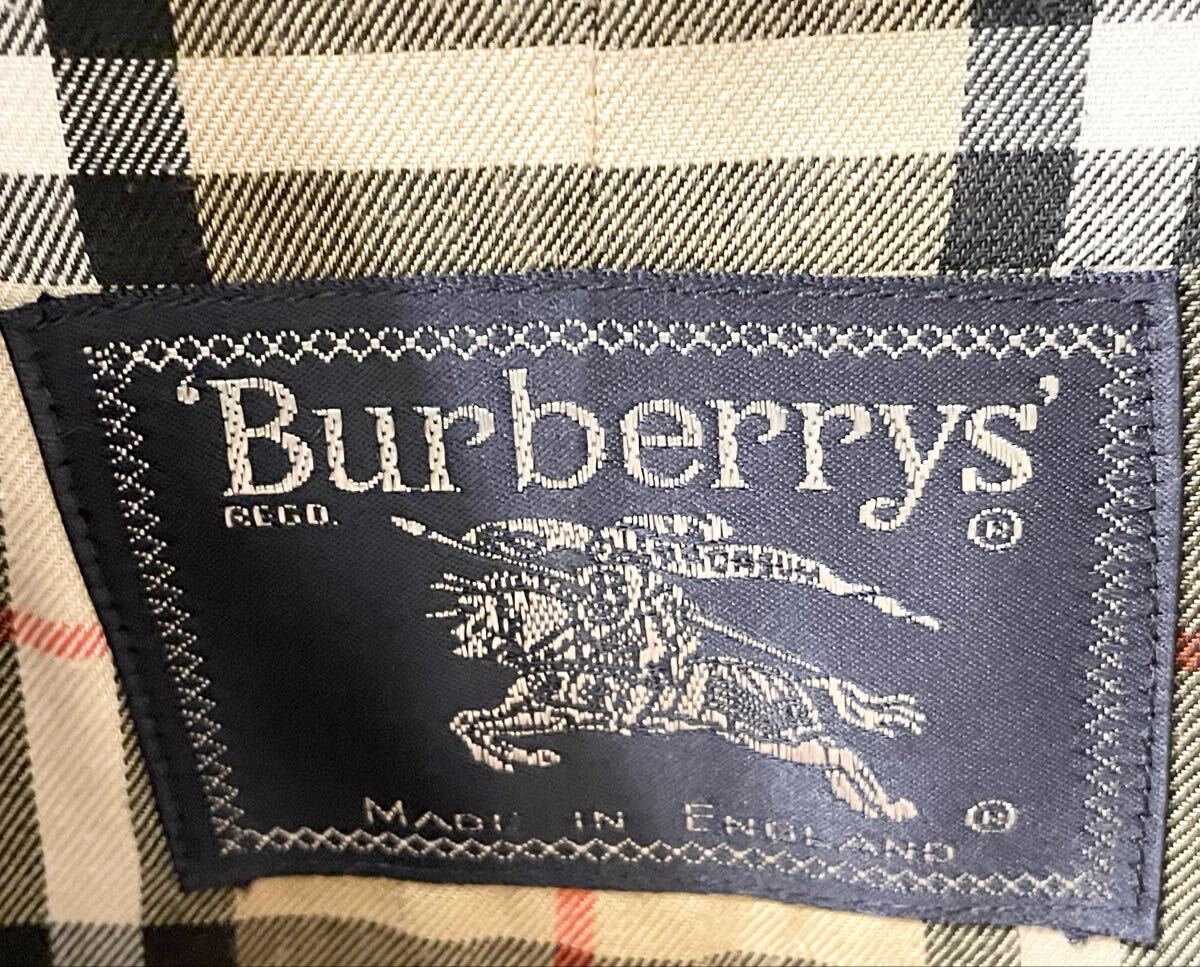 'Burberrys'
REGD. ®
MADE IN ENGLAND ®